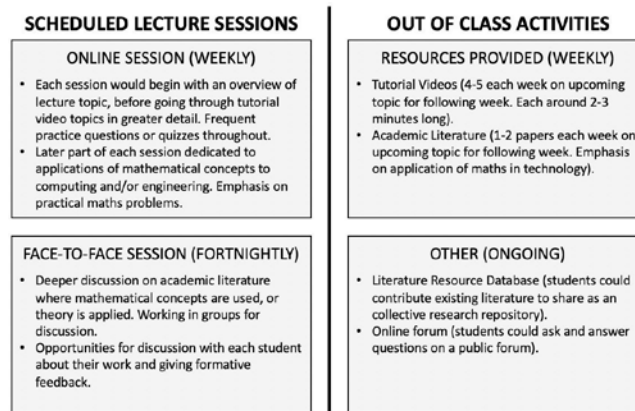 SCHEDULED LECTURE SESSIONS
ONLINE SESSION (WEEKLY)
• Each session would begin with an overview of
lecture topic, before going through tutorial
video topics in greater detail. Frequent
practice questions or quizzes throughout.
• Later part of each session dedicated to
applications of mathematical concepts to
computing and/or engineering. Emphasis on
practical maths problems.
FACE-TO-FACE SESSION (FORTNIGHTLY)
• Deeper discussion on academic literature
where mathematical concepts are used, or
theory is applied. Working in groups for
discussion.
• Opportunities for discussion with each student
about their work and giving formative
feedback.
OUT OF CLASS ACTIVITIES
RESOURCES PROVIDED (WEEKLY)
• Tutorial Videos (4-5 each week on upcoming
topic for following week. Each around 2-3
minutes long).
• Academic Literature (1-2 papers each week on
upcoming topic for following week. Emphasis
on application of maths in technology).
OTHER (ONGOING)
• Literature Resource Database (students could
contribute existing literature to share as an
collective research repository).
• Online forum (students could ask and answer
questions on a public forum).